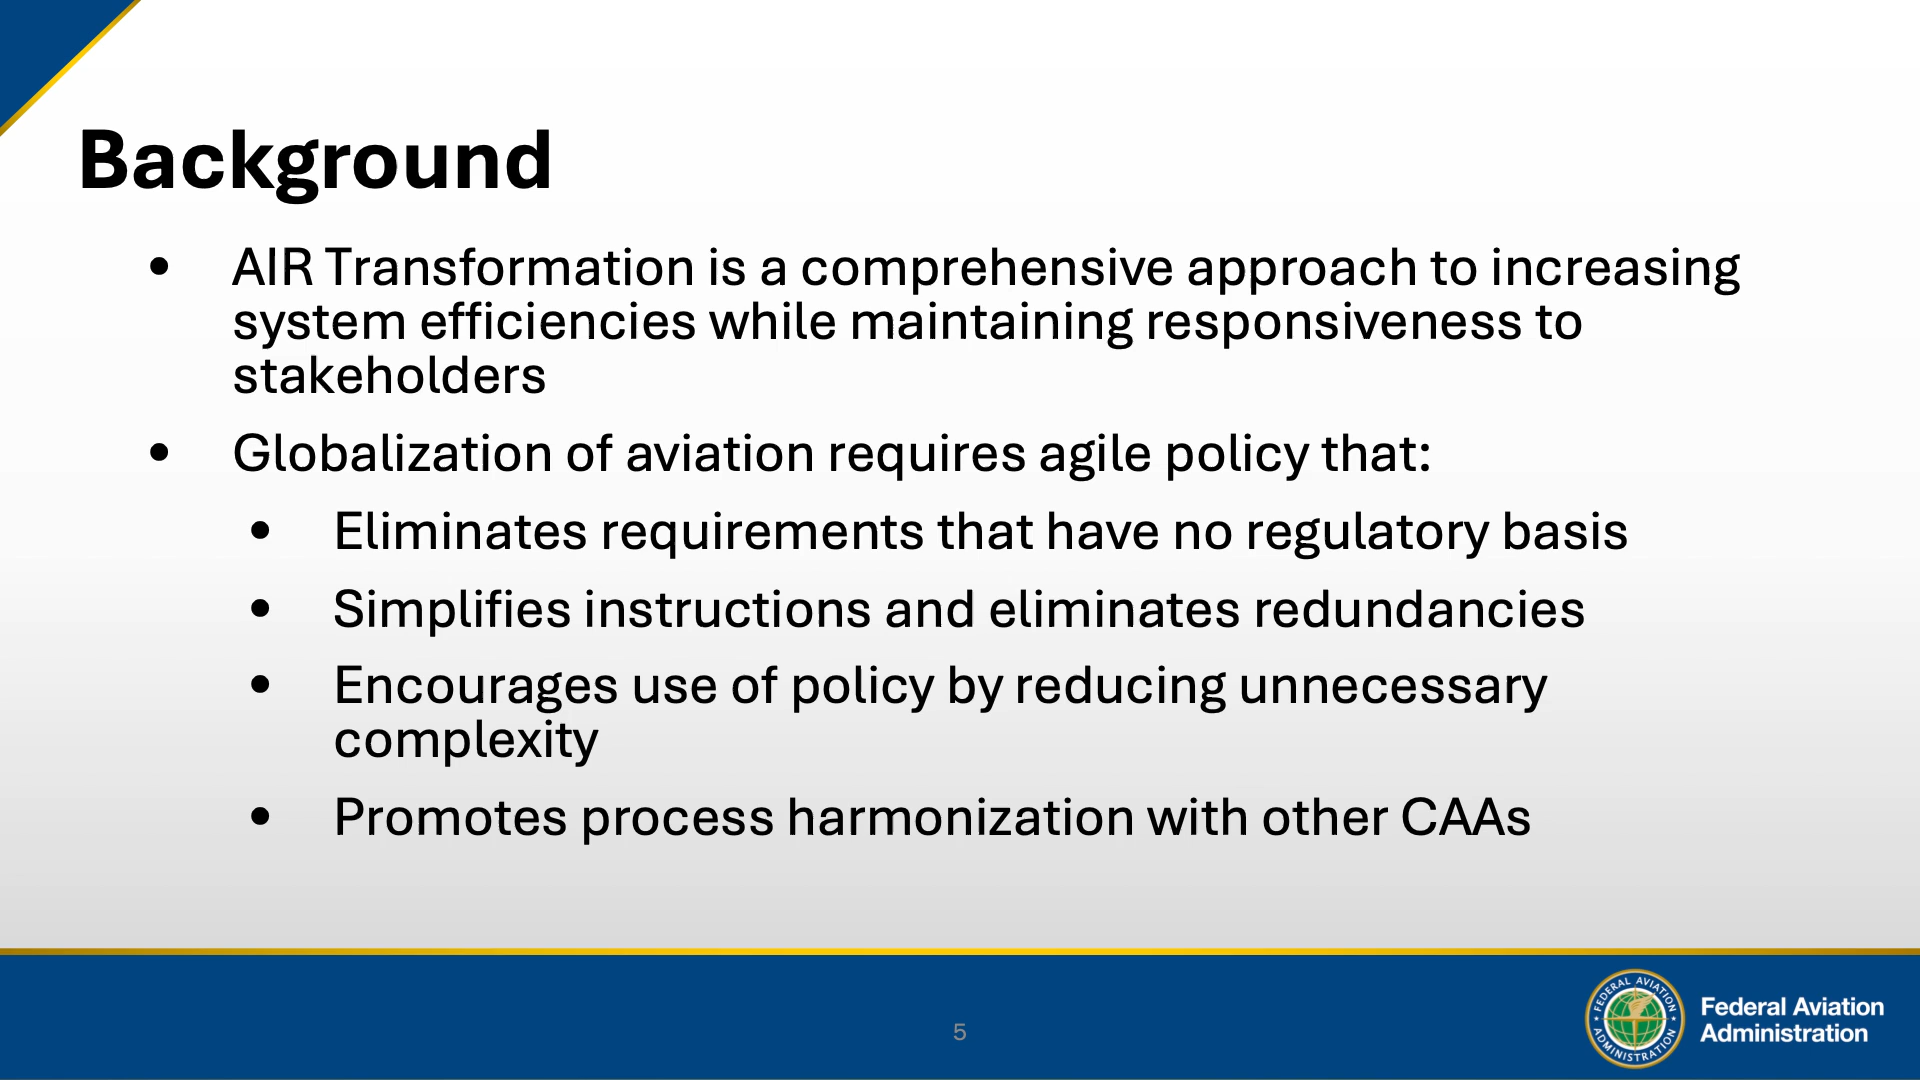 Background
• AIR Transformation is a comprehensive approach to increasing
system efficiencies while maintaining responsiveness to
stakeholders
• Globalization of aviation requires agile policy that:
• Eliminates requirements that have no regulatory basis
• Simplifies instructions and eliminates redundancies
• Encourages use of policy by reducing unnecessary
complexity
• Promotes process harmonization with other CAAs
5
FEDERAL AVIATION
ADMINISTRATION
Federal Aviation
Administration